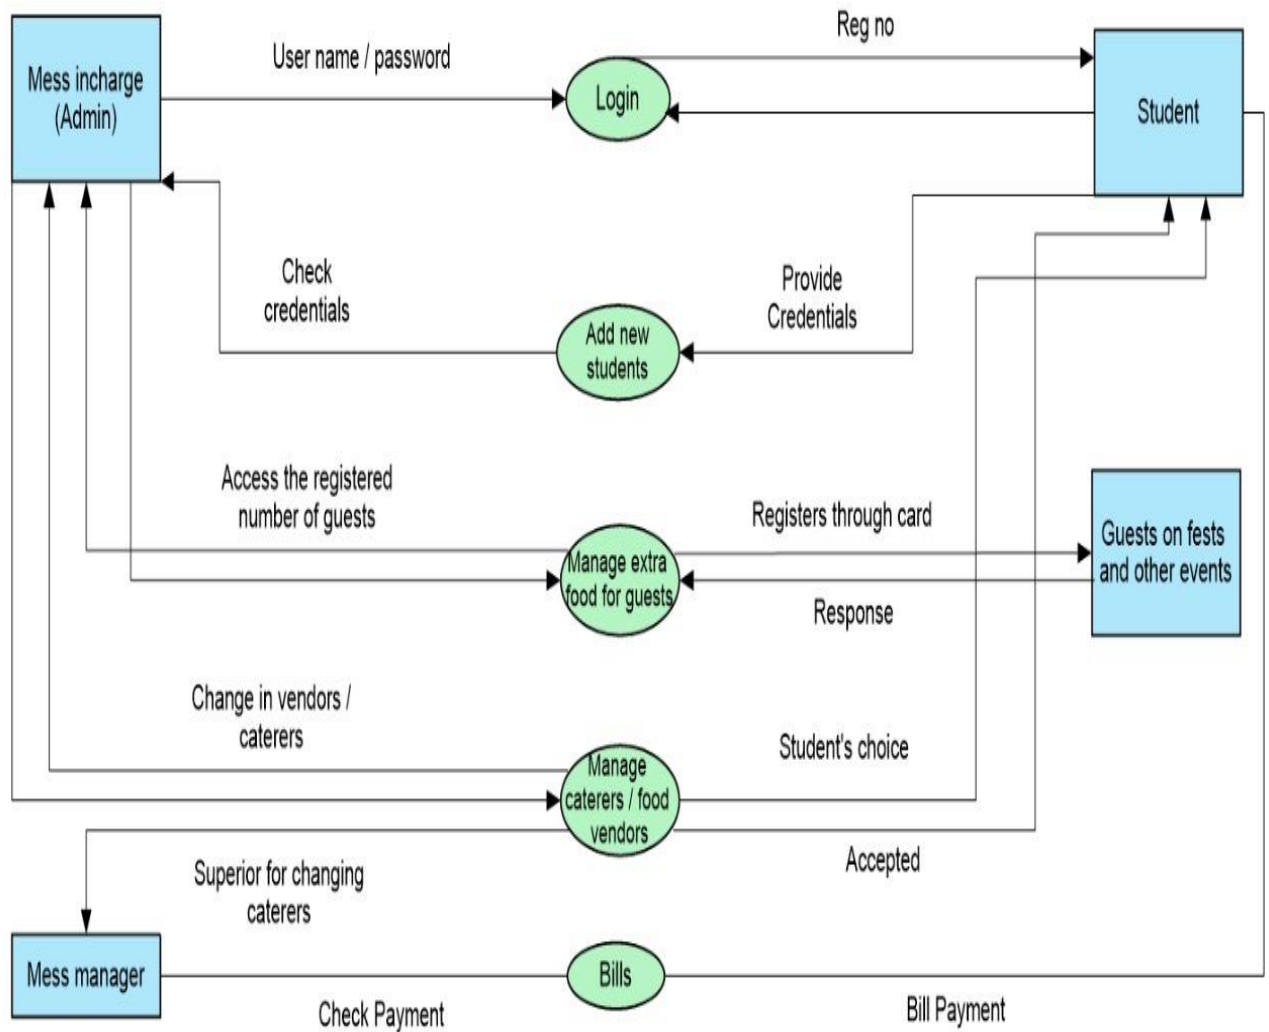 Reg no
User name / password
Mess incharge
(Admin)
Login
Student
Check
credentials
Provide
Credentials
Add new
students
Access the registered
number of guests
Registers through card
Guests on fests
and other events
Manage extra
food for guests
Response
Change in vendors /
caterers
Student's choice
Manage
caterers / food
vendors
Accepted
Superior for changing
caterers
Mess manager
Bills
Check Payment
Bill Payment